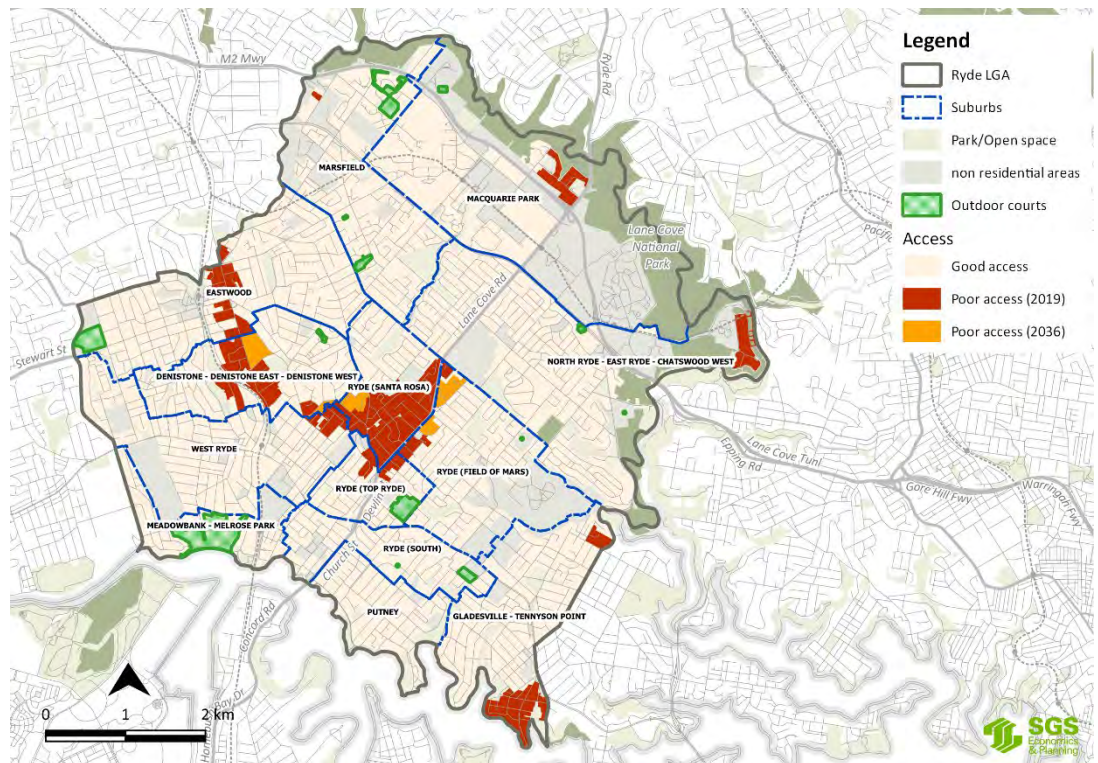 M2 Mwy
Ryde Rd
MARSFIELD
MACQUARIE PARK
Lane Cove
National
Park
Pacific
EASTWOOD
Lane Cove Rd
Stewart St
NORTH RYDE - EAST RYDE - CHATSWOOD WEST
DENISTONE - DENISTONE EAST - DENISTONE WEST
RYDE (SANTA ROSA)
WEST RYDE
RYDE (FIELD OF MARS)
Epping Rd
Lane Cove Tunl
Gore Hill Fwy
Warringah Fwy
RYDE (TOP RYDE)
Devlin
MEADOWBANK - MELROSE PARK
RYDE (SOUTH)
Church St
PUTNEY
GLADESVILLE - TENNYSON POINT
Concord Rd
Bay Dr
0 1 2 km
Legend
Ryde LGA
Suburbs
Park/Open space
non residential areas
Outdoor courts
Access
Good access
Poor access (2019)
Poor access (2036)
SGS
Economics
& Planning